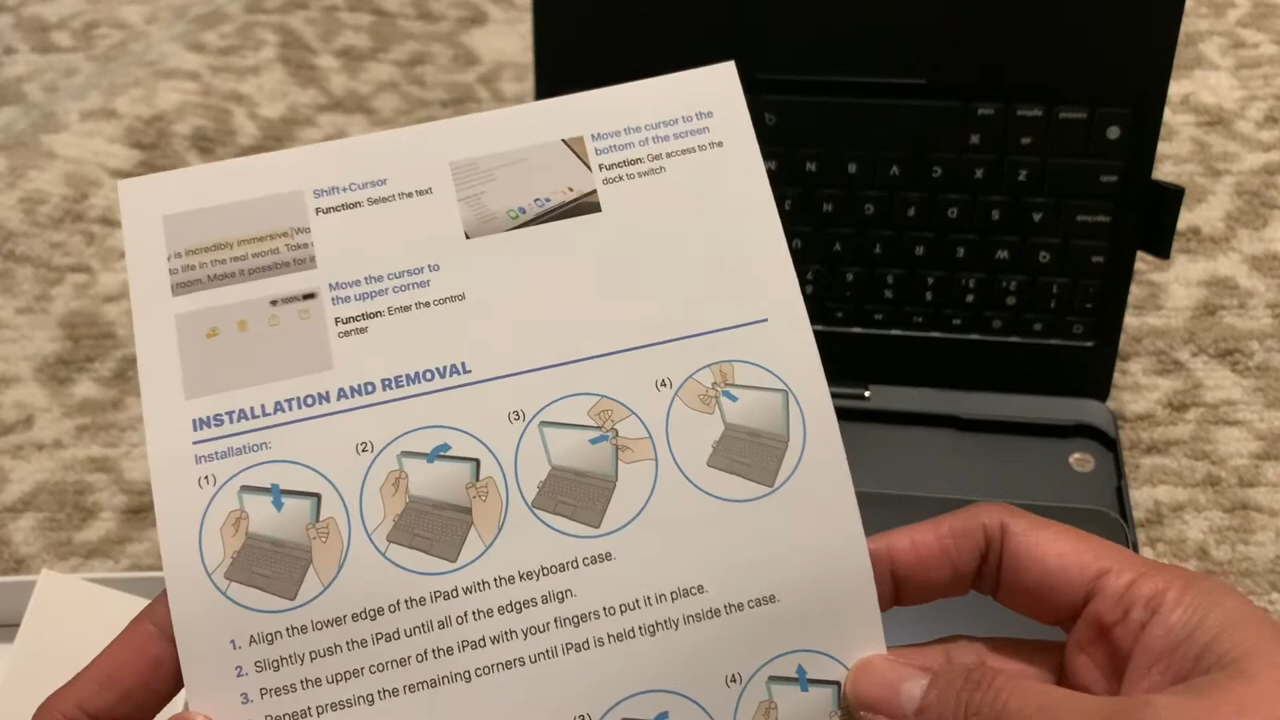 Shift+Cursor
Function: Select the text
y is incredibly immersive. Wo
to life in the real world. Take
room. Make it possible for
Move the cursor to the
bottom of the screen
Function: Get access to the
dock to switch
100%
Move the cursor to
the upper corner
Function: Enter the control
center
INSTALLATION AND REMOVAL
Installation:
(1)
(2)
(3)
(4)
1. Align the lower edge of the iPad with the keyboard case.
2. Slightly push the iPad until all of the edges align.
3. Press the upper corner of the iPad with your fingers to put it in place.
Repeat pressing the remaining corners until iPad is held tightly inside the case.
(3)
(4)
N B V C X Z
H G F D S A
U Y T R E W Q